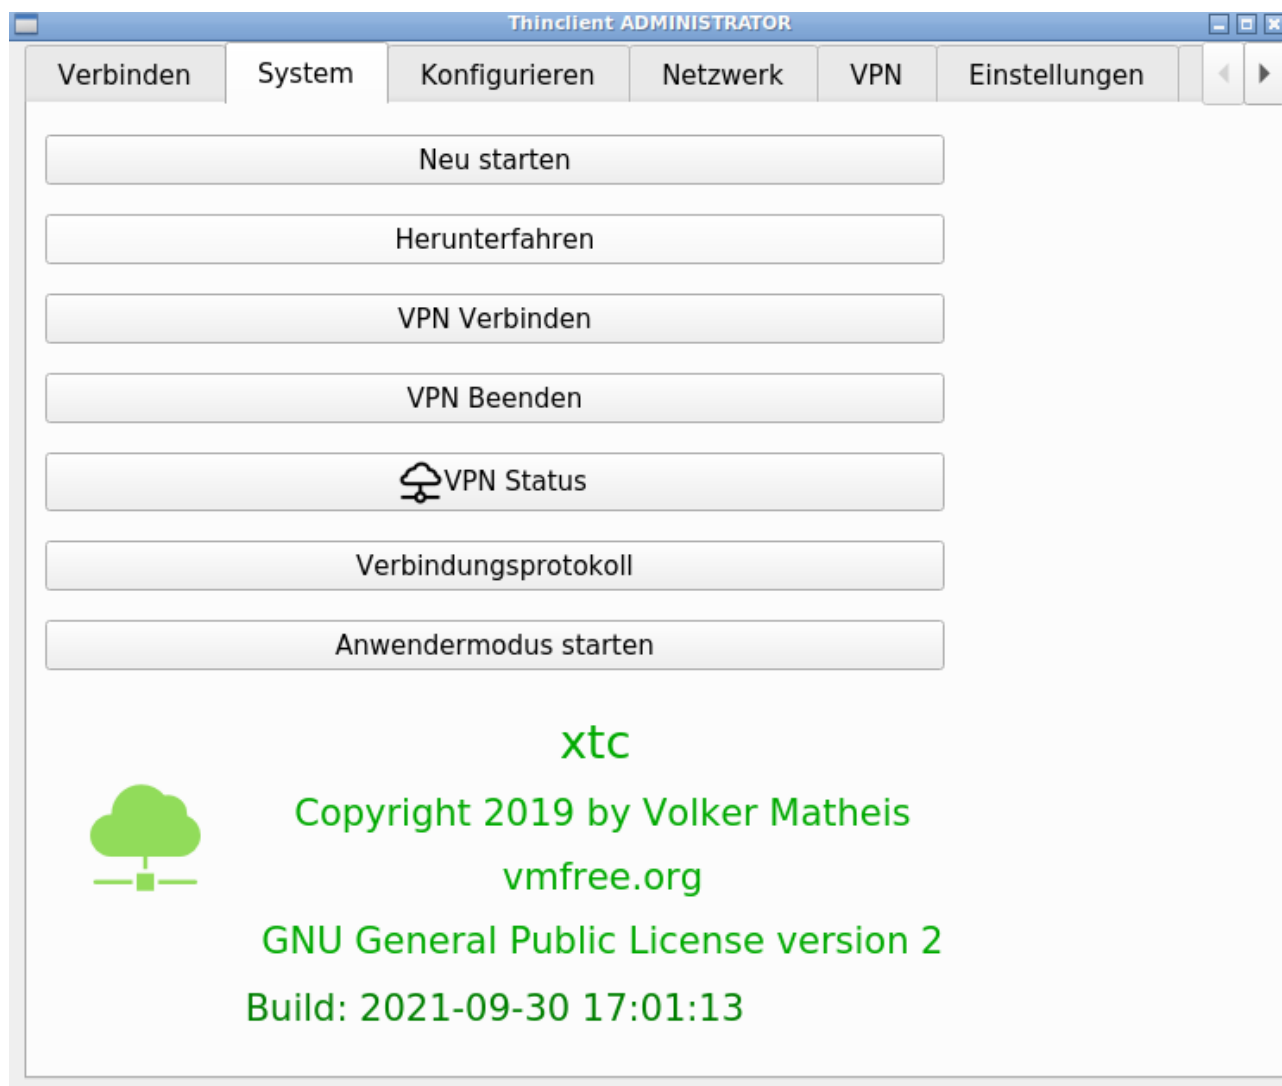 Thinclient ADMINISTRATOR
Verbinden System Konfigurieren Netzwerk VPN Einstellungen
Neu starten
Herunterfahren
VPN Verbinden
VPN Beenden
VPN Status
Verbindungsprotokoll
Anwendermodus starten
xtc
Copyright 2019 by Volker Matheis
vmfree.org
GNU General Public License version 2
Build: 2021-09-30 17:01:13